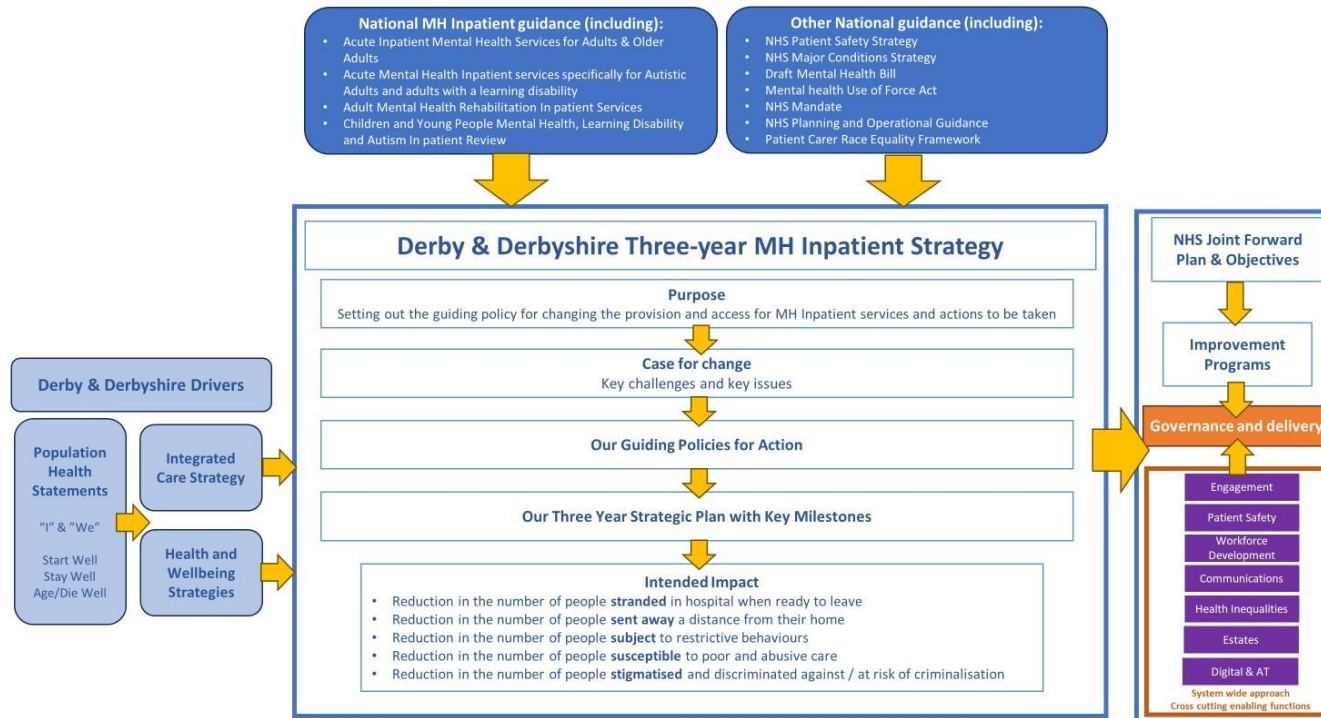 National MH Inpatient guidance (including):
• Acute Inpatient Mental Health Services for Adults & Older
Adults
• Acute Mental Health Inpatient services specifically for Autistic
Adults and adults with a learning disability
• Adult Mental Health Rehabilitation In patient Services
• Children and Young People Mental Health, Learning Disability
and Autism In patient Review
Other National guidance (including):
• NHS Patient Safety Strategy
• NHS Major Conditions Strategy
• Draft Mental Health Bill
• Mental health Use of Force Act
• NHS Mandate
• NHS Planning and Operational Guidance
• Patient Carer Race Equality Framework
Derby & Derbyshire Drivers
Population
Health
Statements
"I" & "We"
Start Well
Stay Well
Age/Die Well
Integrated
Care Strategy
Health and
Wellbeing
Strategies
Derby & Derbyshire Three-year MH Inpatient Strategy
Purpose
Setting out the guiding policy for changing the provision and access for MH Inpatient services and actions to be taken
Case for change
Key challenges and key issues
Our Guiding Policies for Action
Our Three Year Strategic Plan with Key Milestones
Intended Impact
• Reduction in the number of people stranded in hospital when ready to leave
• Reduction in the number of people sent away a distance from their home
• Reduction in the number of people subject to restrictive behaviours
• Reduction in the number of people susceptible to poor and abusive care
• Reduction in the number of people stigmatised and discriminated against / at risk of criminalisation
NHS Joint Forward
Plan & Objectives
Improvement
Programs
Governance and delivery
Engagement
Patient Safety
Workforce
Development
Communications
Health Inequalities
Estates
Digital & AT
System wide approach
Cross cutting enabling functions